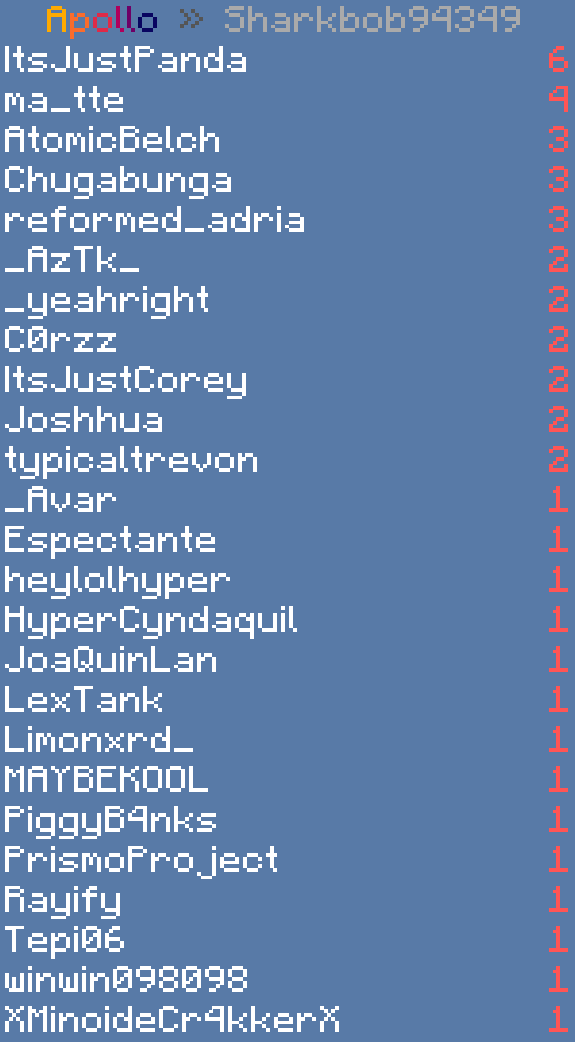 Apollo » Sharkbob94349
ItsJustPanda 6
ma_tte 4
AtomicBelch 3
Chugabunga 3
reformed_adria 3
_AzTk_ 2
_yeahright 2
C0rzz 2
ItsJustCorey 2
Joshhua 2
typicaltrevon 2
_Avar 1
Espectante 1
heylolhyper 1
HyperCyndaquil 1
JoaQuinLan 1
LexTank 1
Limonxrd_ 1
MAYBEKOOL 1
PiggyB4nks 1
PrismoProject 1
Rayify 1
Tepi06 1
winwin098098 1
XMinoideCr4kkerX 1